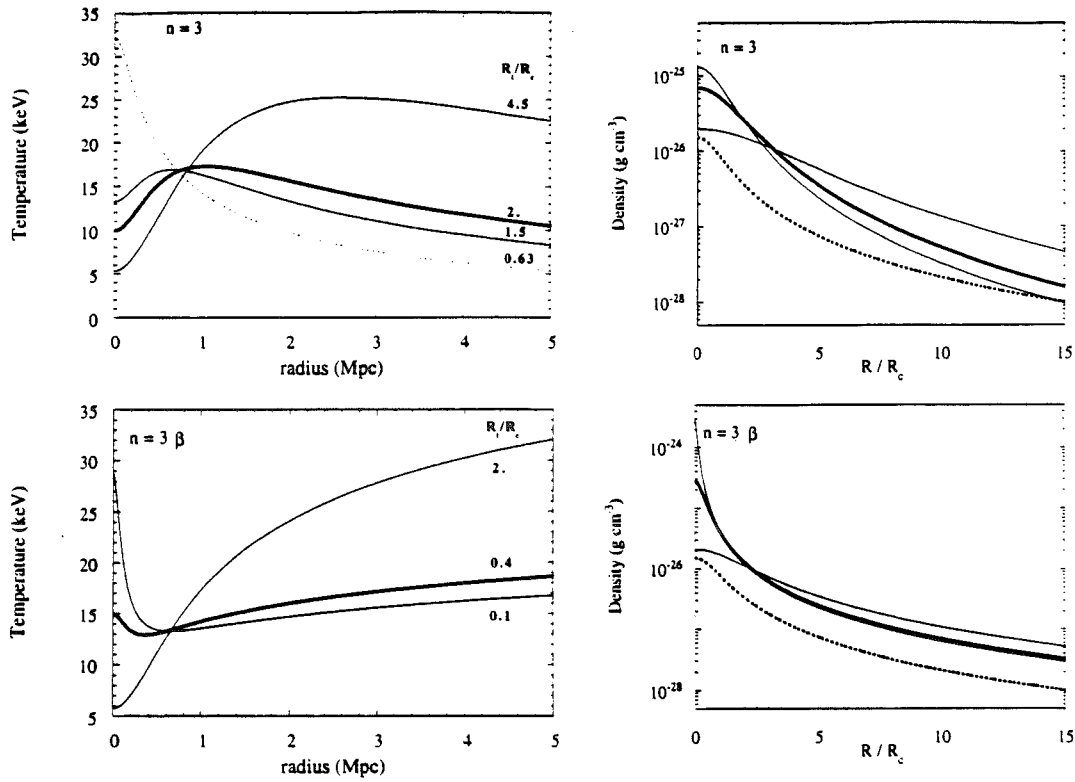 n = 3
R_t/R_c
4.5
2.
1.5
0.63
Temperature (keV)
35
30
25
20
15
10
5
0
0 1 2 3 4 5
radius (Mpc)
n = 3
Density (g cm⁻³)
10⁻²⁵
10⁻²⁶
10⁻²⁷
10⁻²⁸
0 5 10 15
R / R_c
n = 3 β
R_t/R_c
2.
0.4
0.1
Temperature (keV)
35
30
25
20
15
10
5
0 1 2 3 4 5
radius (Mpc)
n = 3 β
Density (g cm⁻³)
10⁻²⁴
10⁻²⁶
10⁻²⁸
0 5 10 15
R / R_c